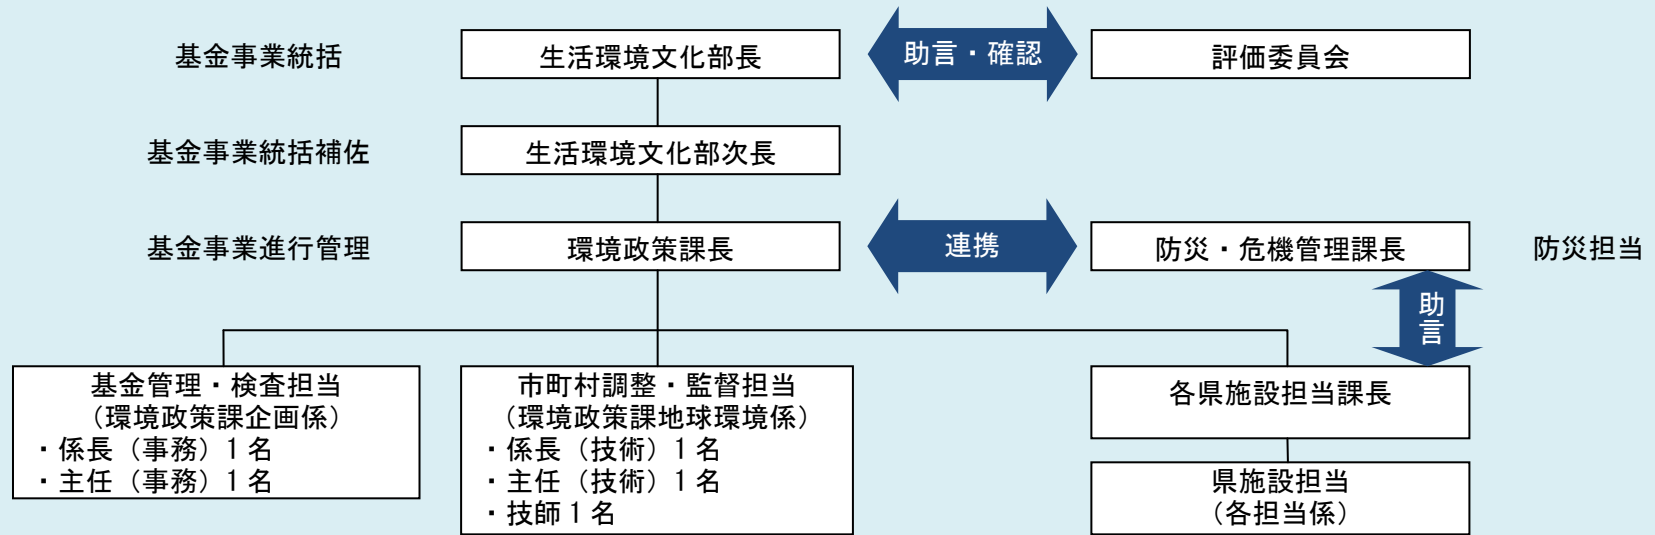 基金事業統括
生活環境文化部長
助言・確認
評価委員会
基金事業統括補佐
生活環境文化部次長
基金事業進行管理
環境政策課長
連携
防災・危機管理課長
防災担当
助言
基金管理・検査担当
（環境政策課企画係）
・係長（事務）1名
・主任（事務）1名
市町村調整・監督担当
（環境政策課地球環境係）
・係長（技術）1名
・主任（技術）1名
・技師1名
各県施設担当課長
県施設担当
（各担当係）